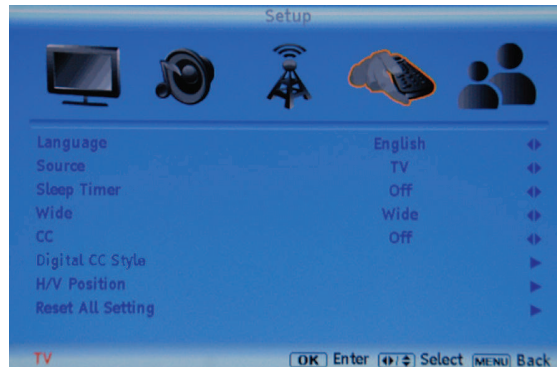 Setup
Language English
Source TV
Sleep Timer Off
Wide Wide
CC Off
Digital CC Style
H/V Position
Reset All Setting
TV OK Enter Select MENU Back